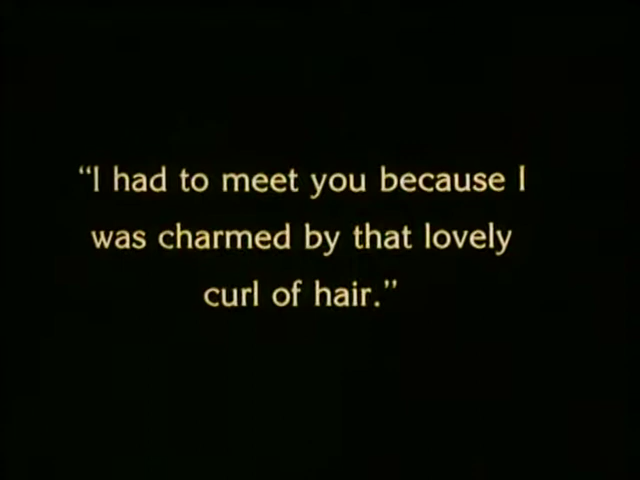 “I had to meet you because I
was charmed by that lovely
curl of hair.”